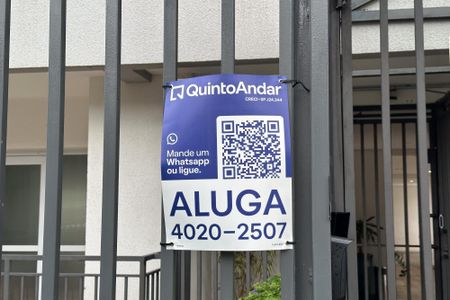 QuintoAndar
CRECI-SP J24.344
Mande um
Whatsapp
ou ligue.
ALUGA
4020-2507